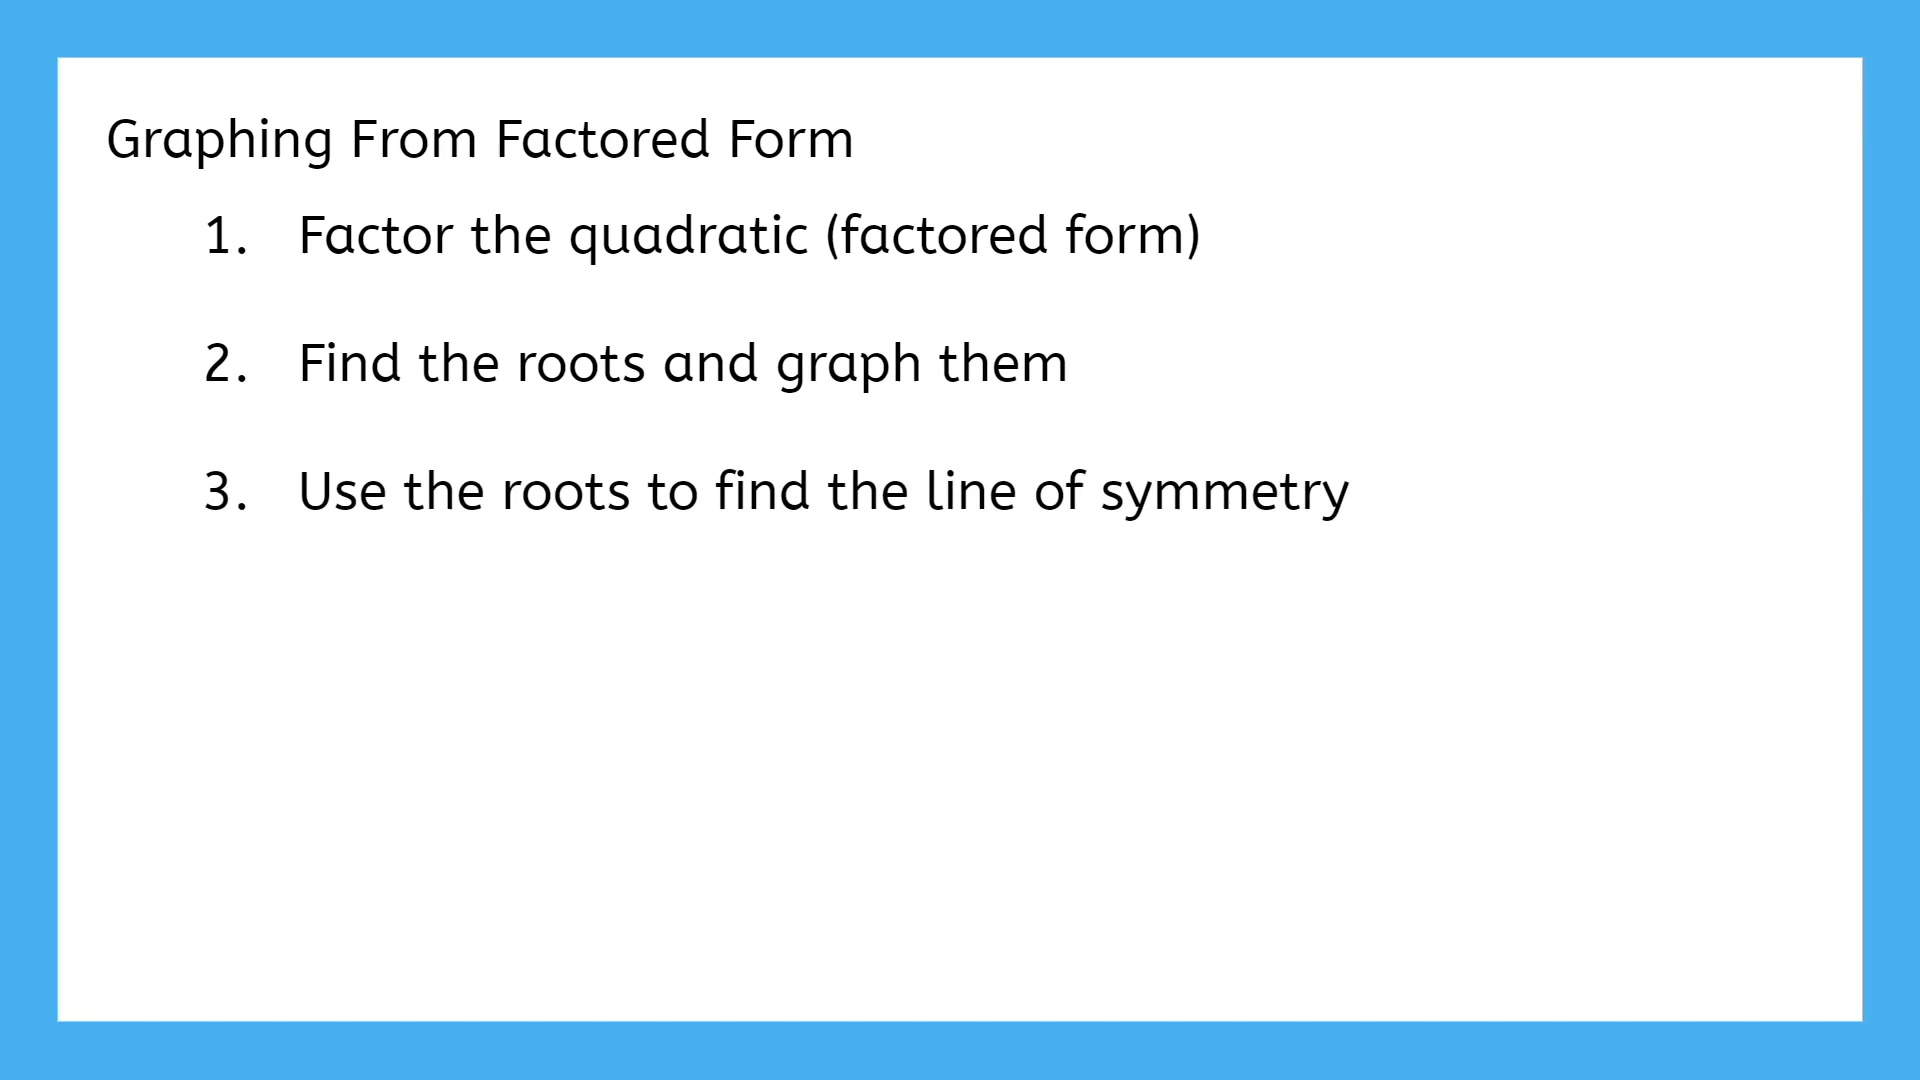 Graphing From Factored Form
1. Factor the quadratic (factored form)
2. Find the roots and graph them
3. Use the roots to find the line of symmetry